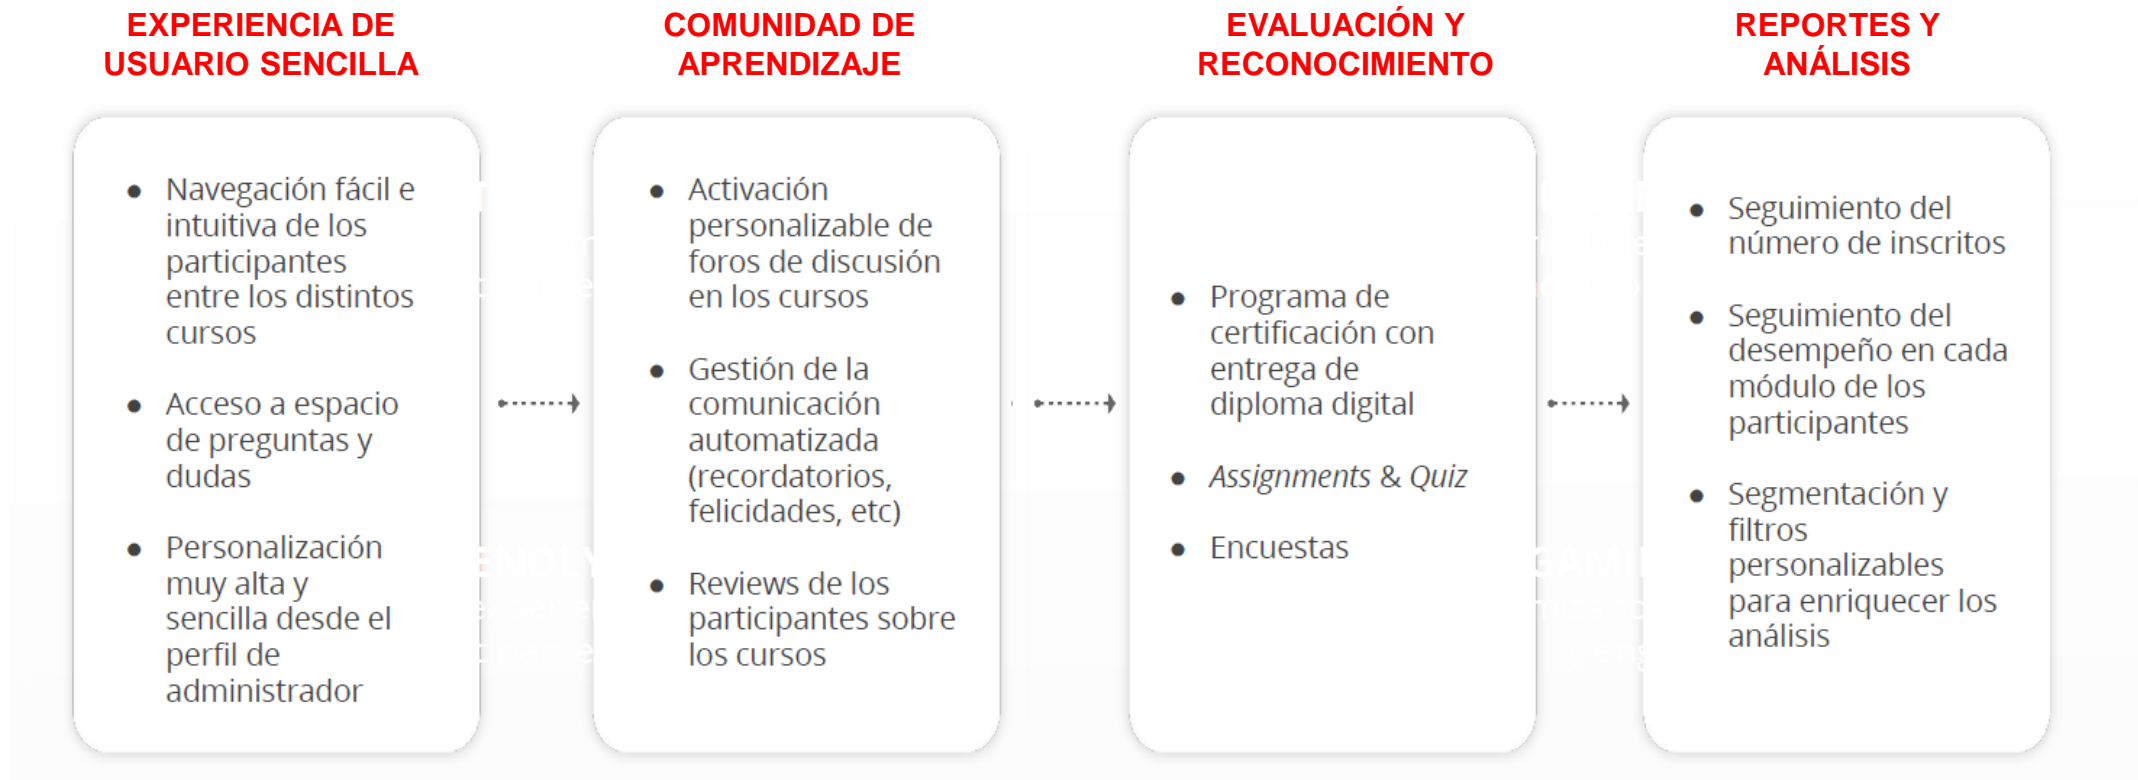 EXPERIENCIA DE
USUARIO SENCILLA
● Navegación fácil e
intuitiva de los
participantes
entre los distintos
cursos
● Acceso a espacio
de preguntas y
dudas
● Personalización
muy alta y
sencilla desde el
perfil de
administrador
COMUNIDAD DE
APRENDIZAJE
● Activación
personalizable de
foros de discusión
en los cursos
● Gestión de la
comunicación
automatizada
(recordatorios,
felicidades, etc)
● Reviews de los
participantes sobre
los cursos
EVALUACIÓN Y
RECONOCIMIENTO
● Programa de
certificación con
entrega de
diploma digital
● Assignments & Quiz
● Encuestas
REPORTES Y
ANÁLISIS
● Seguimiento del
número de inscritos
● Seguimiento del
desempeño en cada
módulo de los
participantes
● Segmentación y
filtros
personalizables
para enriquecer los
análisis